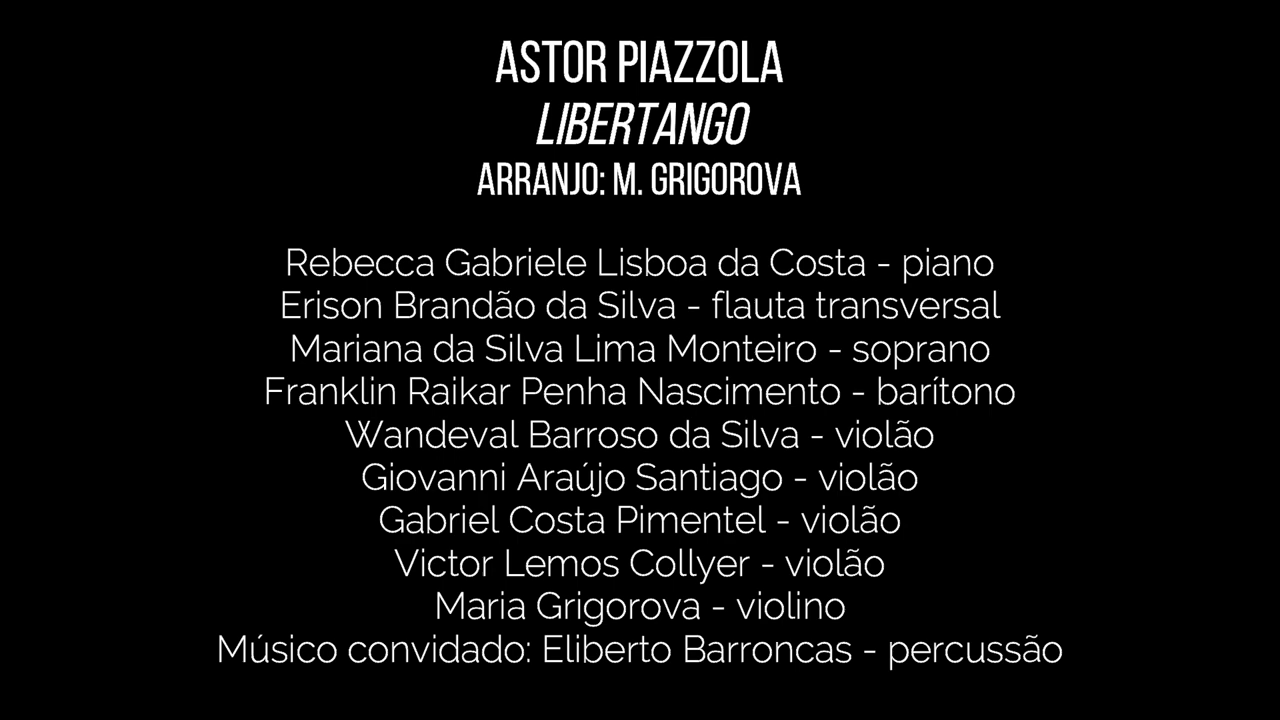 ASTOR PIAZZOLA
LIBERTANGO
ARRANJO: M. GRIGOROVA
Rebecca Gabriele Lisboa da Costa - piano
Erison Brandão da Silva - flauta transversal
Mariana da Silva Lima Monteiro - soprano
Franklin Raikar Penha Nascimento - barítono
Wandeval Barroso da Silva - violão
Giovanni Araújo Santiago - violão
Gabriel Costa Pimentel - violão
Victor Lemos Collyer - violão
Maria Grigorova - violino
Músico convidado: Eliberto Barroncas - percussão